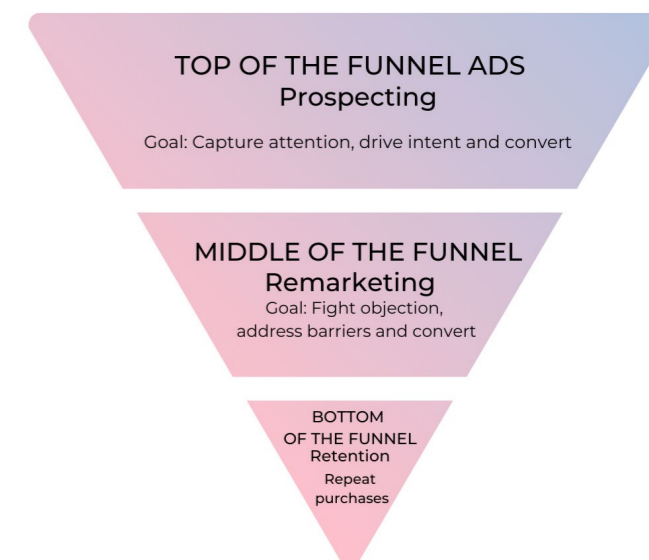 TOP OF THE FUNNEL ADS
Prospecting
Goal: Capture attention, drive intent and convert
MIDDLE OF THE FUNNEL
Remarketing
Goal: Fight objection,
address barriers and convert
BOTTOM
OF THE FUNNEL
Retention
Repeat
purchases